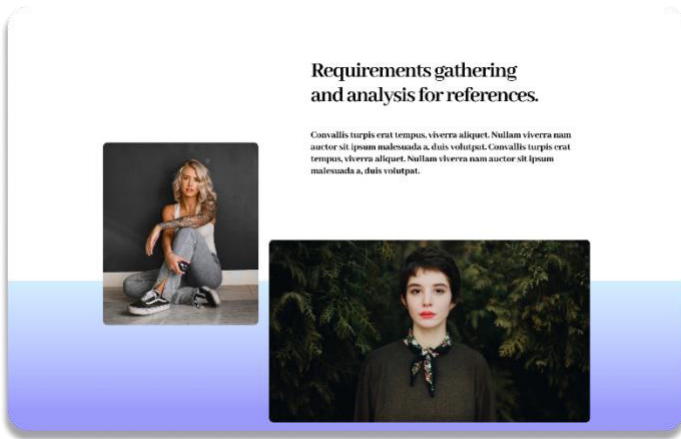 Requirements gathering
and analysis for references.
Convallis turpis erat tempus, viverra aliquet. Nullam viverra nam
auctor sit ipsum malesuada a, duis volutpat. Convallis turpis erat
tempus, viverra aliquet. Nullam viverra nam auctor sit ipsum
malesuada a, duis volutpat.